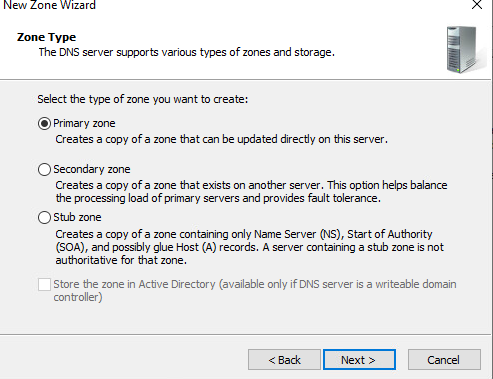 New Zone Wizard
Zone Type
The DNS server supports various types of zones and storage.
Select the type of zone you want to create:
Primary zone
Creates a copy of a zone that can be updated directly on this server.
Secondary zone
Creates a copy of a zone that exists on another server. This option helps balance
the processing load of primary servers and provides fault tolerance.
Stub zone
Creates a copy of a zone containing only Name Server (NS), Start of Authority
(SOA), and possibly glue Host (A) records. A server containing a stub zone is not
authoritative for that zone.
Store the zone in Active Directory (available only if DNS server is a writeable domain
controller)
< Back
Next >
Cancel